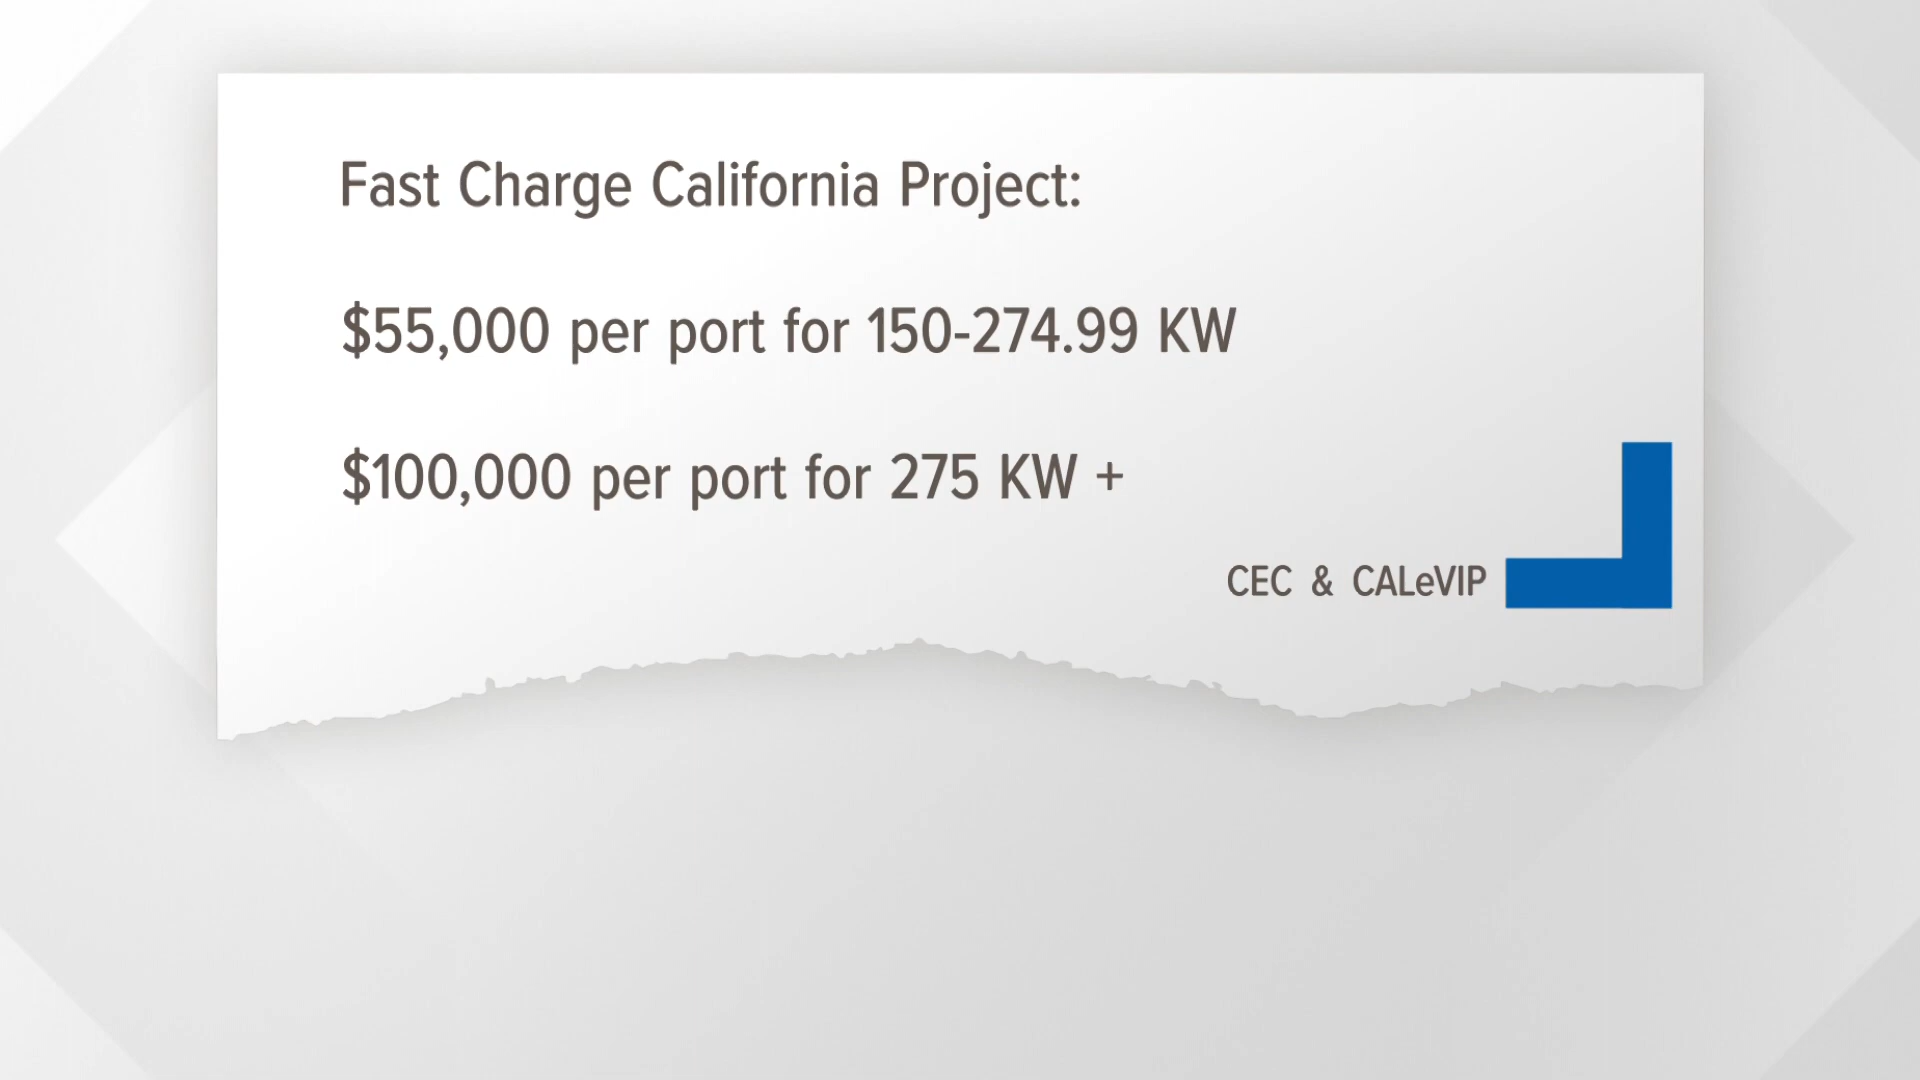 Fast Charge California Project:
$55,000 per port for 150-274.99 KW
$100,000 per port for 275 KW +
CEC & CALeVIP